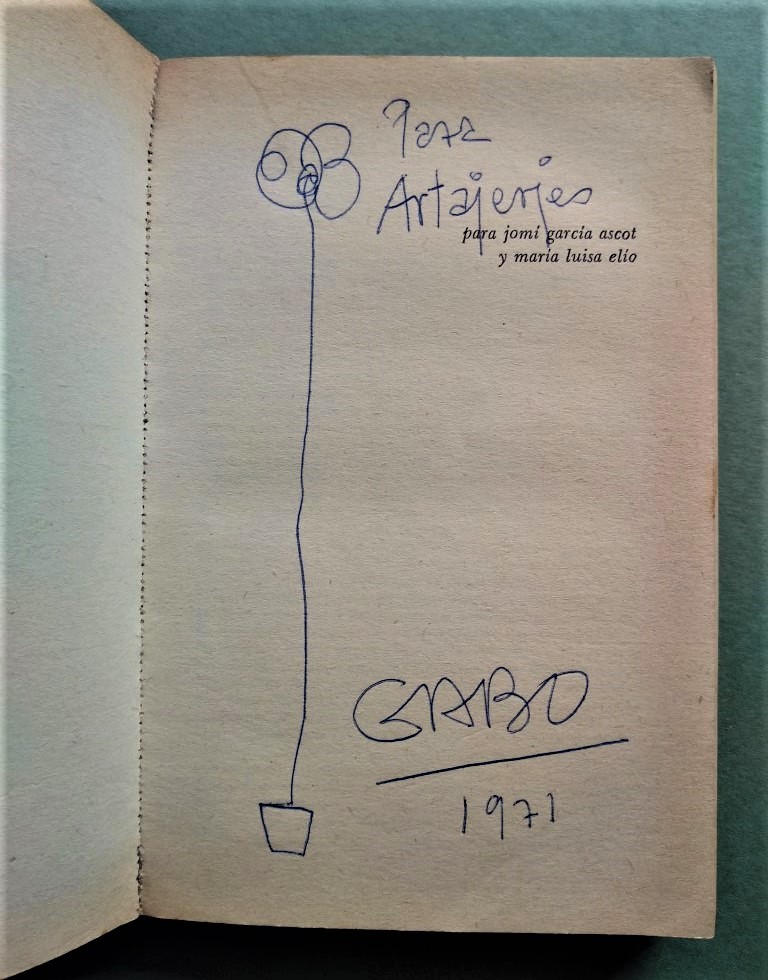 Para
Artajerjes
para jomí garcía ascot
y maría luisa elío
GABO
1971